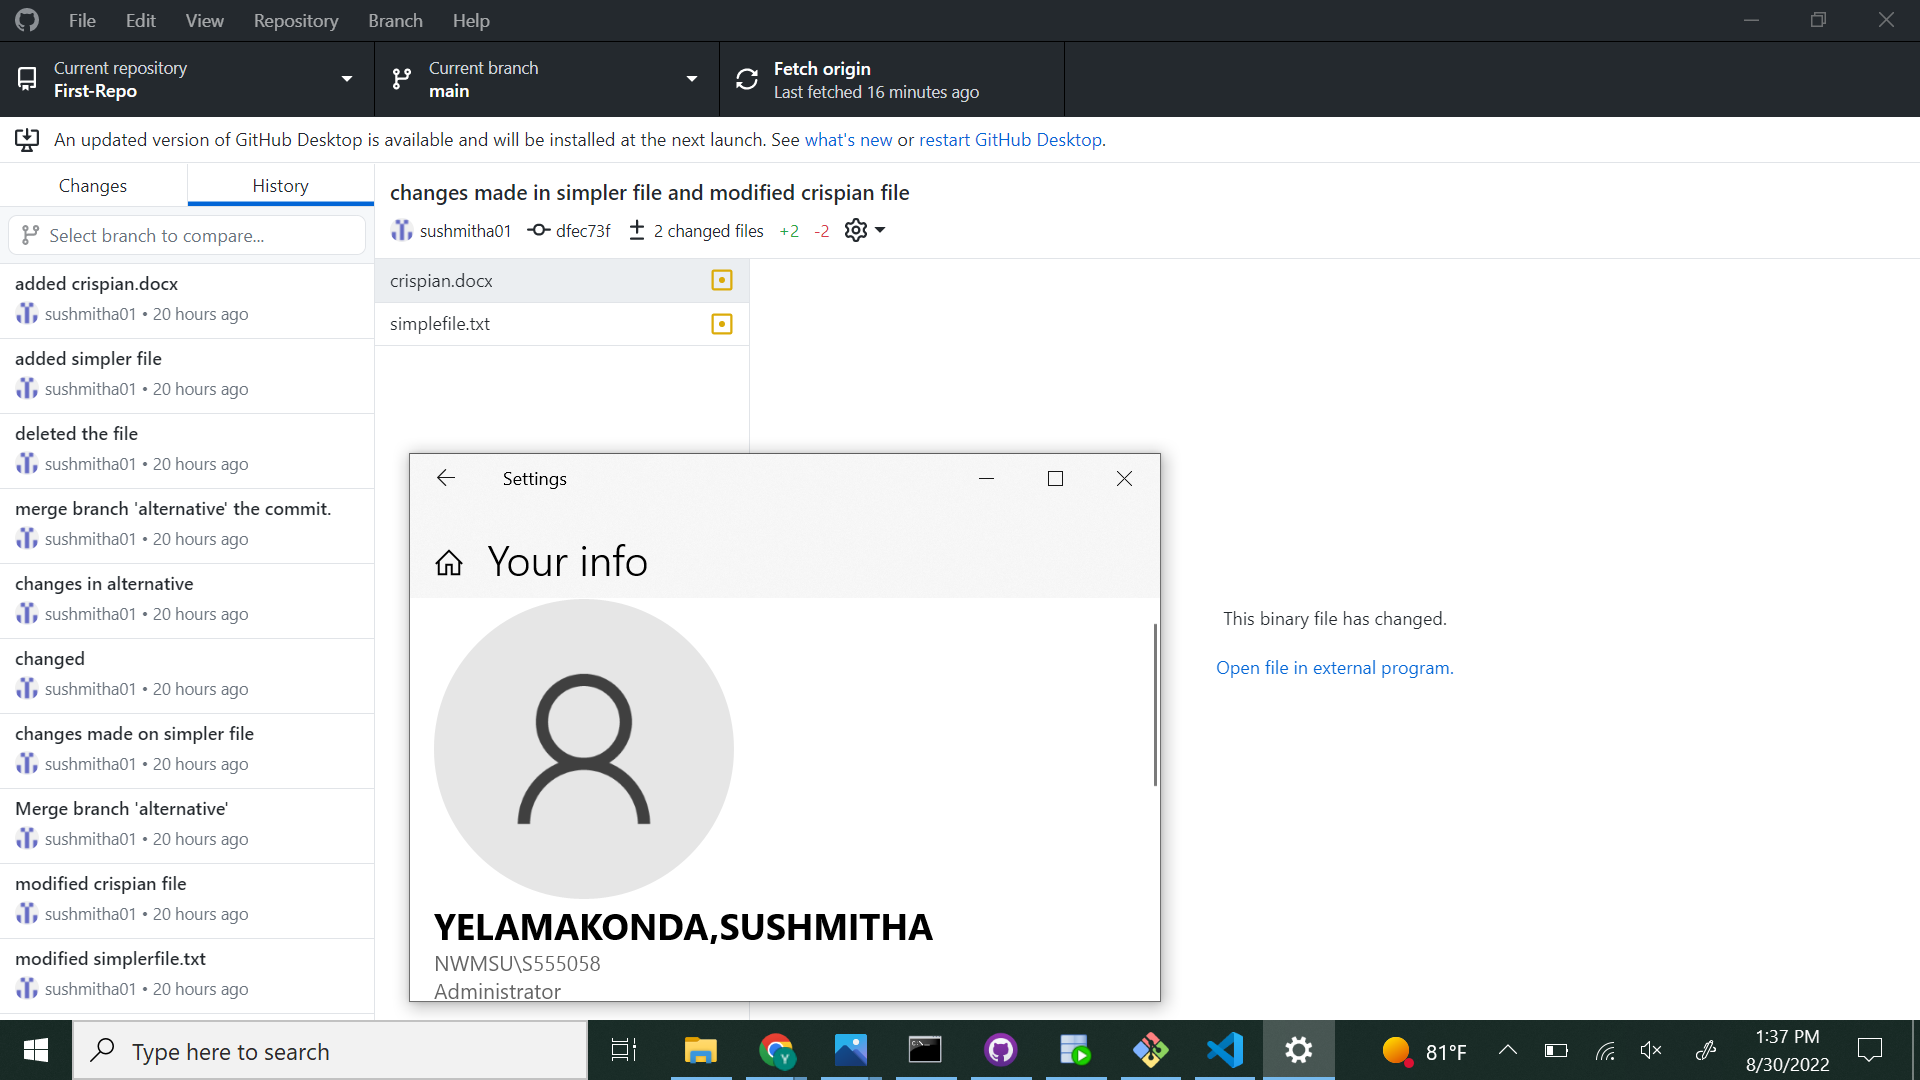 File Edit View Repository Branch Help
Current repository
First-Repo
Current branch
main
Fetch origin
Last fetched 16 minutes ago
An updated version of GitHub Desktop is available and will be installed at the next launch. See what's new or restart GitHub Desktop.
Changes
History
Select branch to compare...
added crispian.docx
sushmitha01 • 20 hours ago
added simpler file
sushmitha01 • 20 hours ago
deleted the file
sushmitha01 • 20 hours ago
merge branch 'alternative' the commit.
sushmitha01 • 20 hours ago
changes in alternative
sushmitha01 • 20 hours ago
changed
sushmitha01 • 20 hours ago
changes made on simpler file
sushmitha01 • 20 hours ago
Merge branch 'alternative'
sushmitha01 • 20 hours ago
modified crispian file
sushmitha01 • 20 hours ago
modified simplerfile.txt
sushmitha01 • 20 hours ago
changes made in simpler file and modified crispian file
sushmitha01 dfec73f 2 changed files +2 -2
crispian.docx
simplefile.txt
This binary file has changed.
Open file in external program.
Settings
Your info
YELAMAKONDA,SUSHMITHA
NWMSU\S555058
Administrator
Type here to search
Y
81°F
1:37 PM
8/30/2022